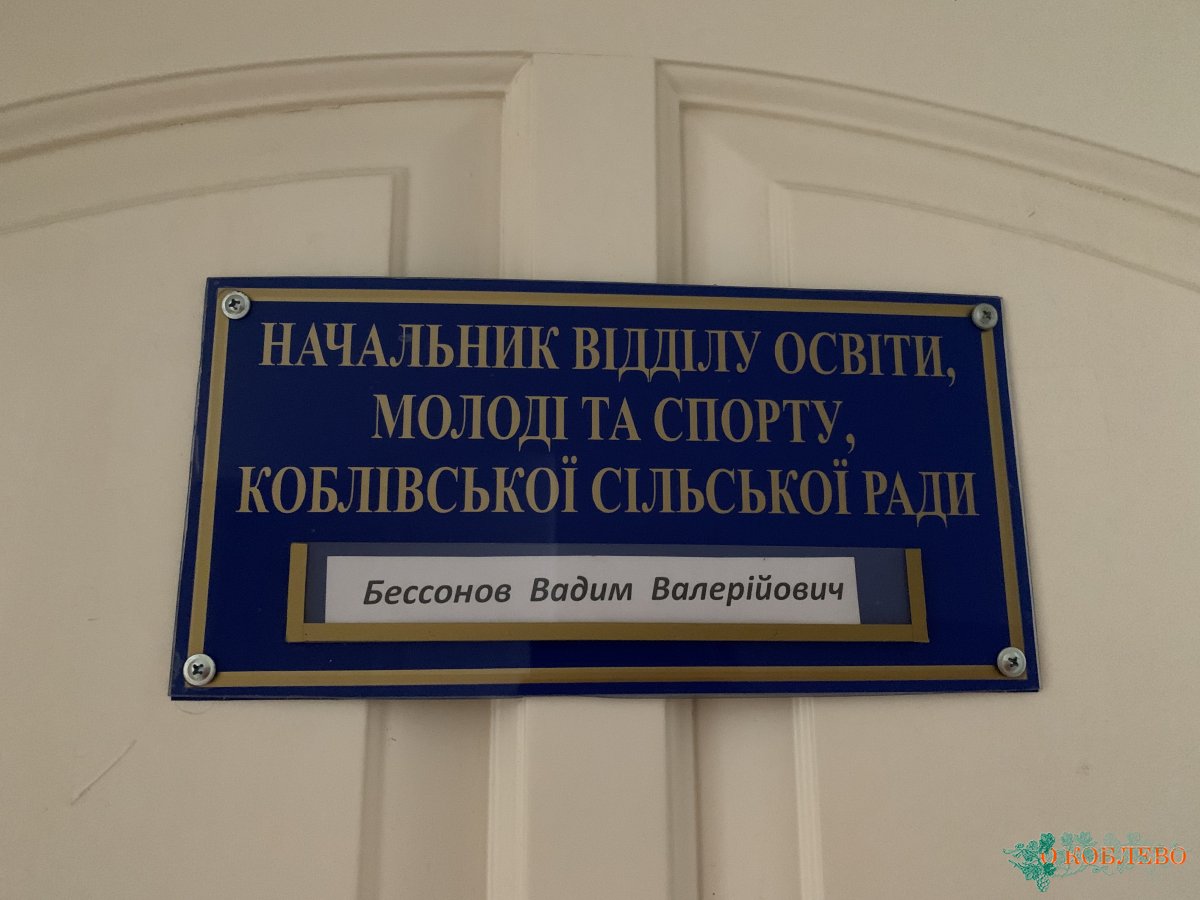 НАЧАЛЬНИК ВІДДІЛУ ОСВІТИ,
МОЛОДІ ТА СПОРТУ,
КОБЛІВСЬКОЇ СІЛЬСЬКОЇ РАДИ
Бессонов Вадим Валерійович
О КОБЛЕВО